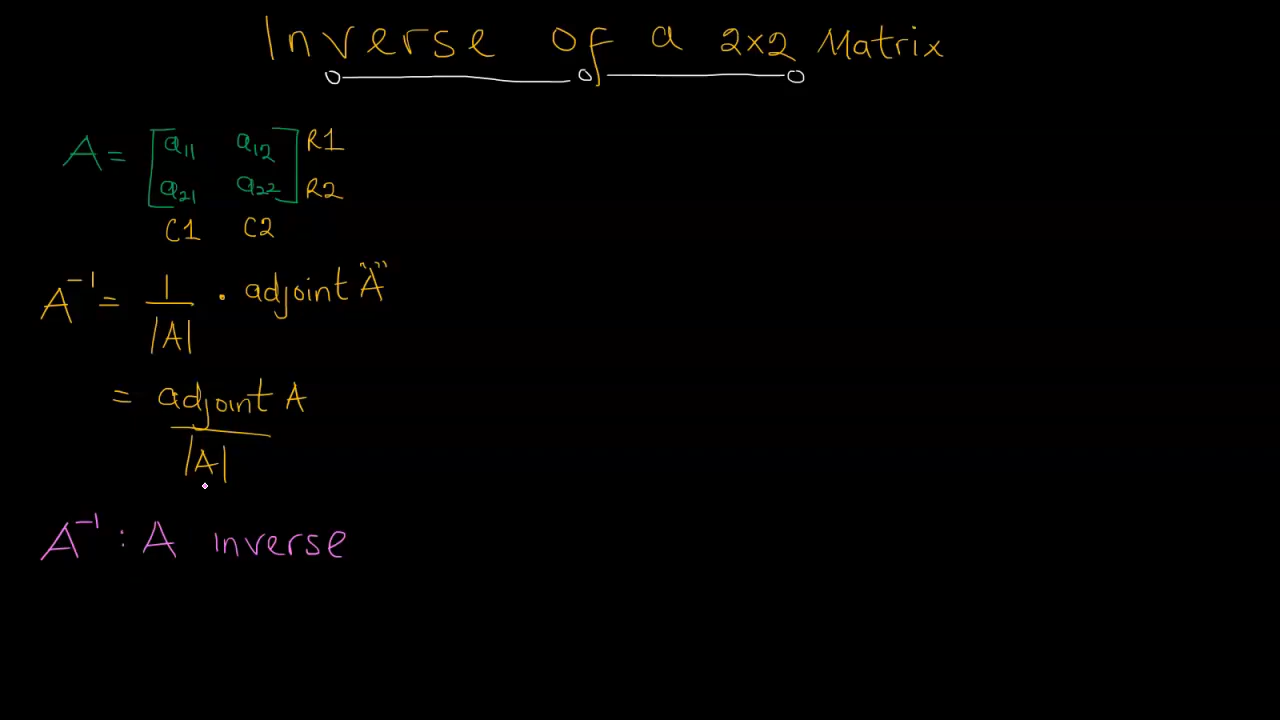 Inverse of a 2x2 Matrix
A = [a11 a12] R1
[a21 a22] R2
C1 C2
A^-1 = 1/|A| . adjoint "A"
= adjoint A / |A|
A^-1 : A inverse